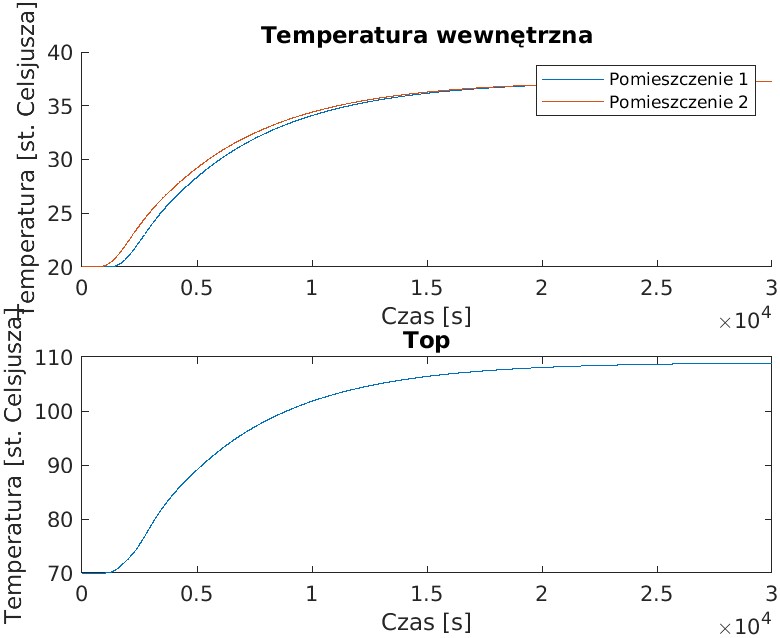 Temperatura wewnętrzna
Temperatura [st. Celsjusza]
40
35
30
25
20
Pomieszczenie 1
Pomieszczenie 2
0 0.5 1 1.5 2 2.5 3
Czas [s]
×10^4
Top
Temperatura [st. Celsjusza]
110
100
90
80
70
0 0.5 1 1.5 2 2.5 3
Czas [s]
×10^4